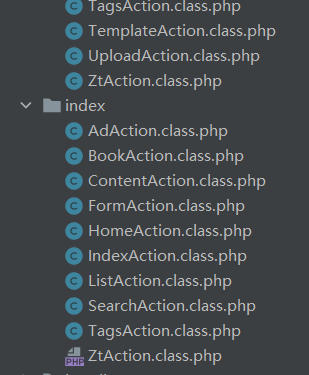 TagsAction.class.php
TemplateAction.class.php
UploadAction.class.php
ZtAction.class.php
index
AdAction.class.php
BookAction.class.php
ContentAction.class.php
FormAction.class.php
HomeAction.class.php
IndexAction.class.php
ListAction.class.php
SearchAction.class.php
TagsAction.class.php
ZtAction.class.php